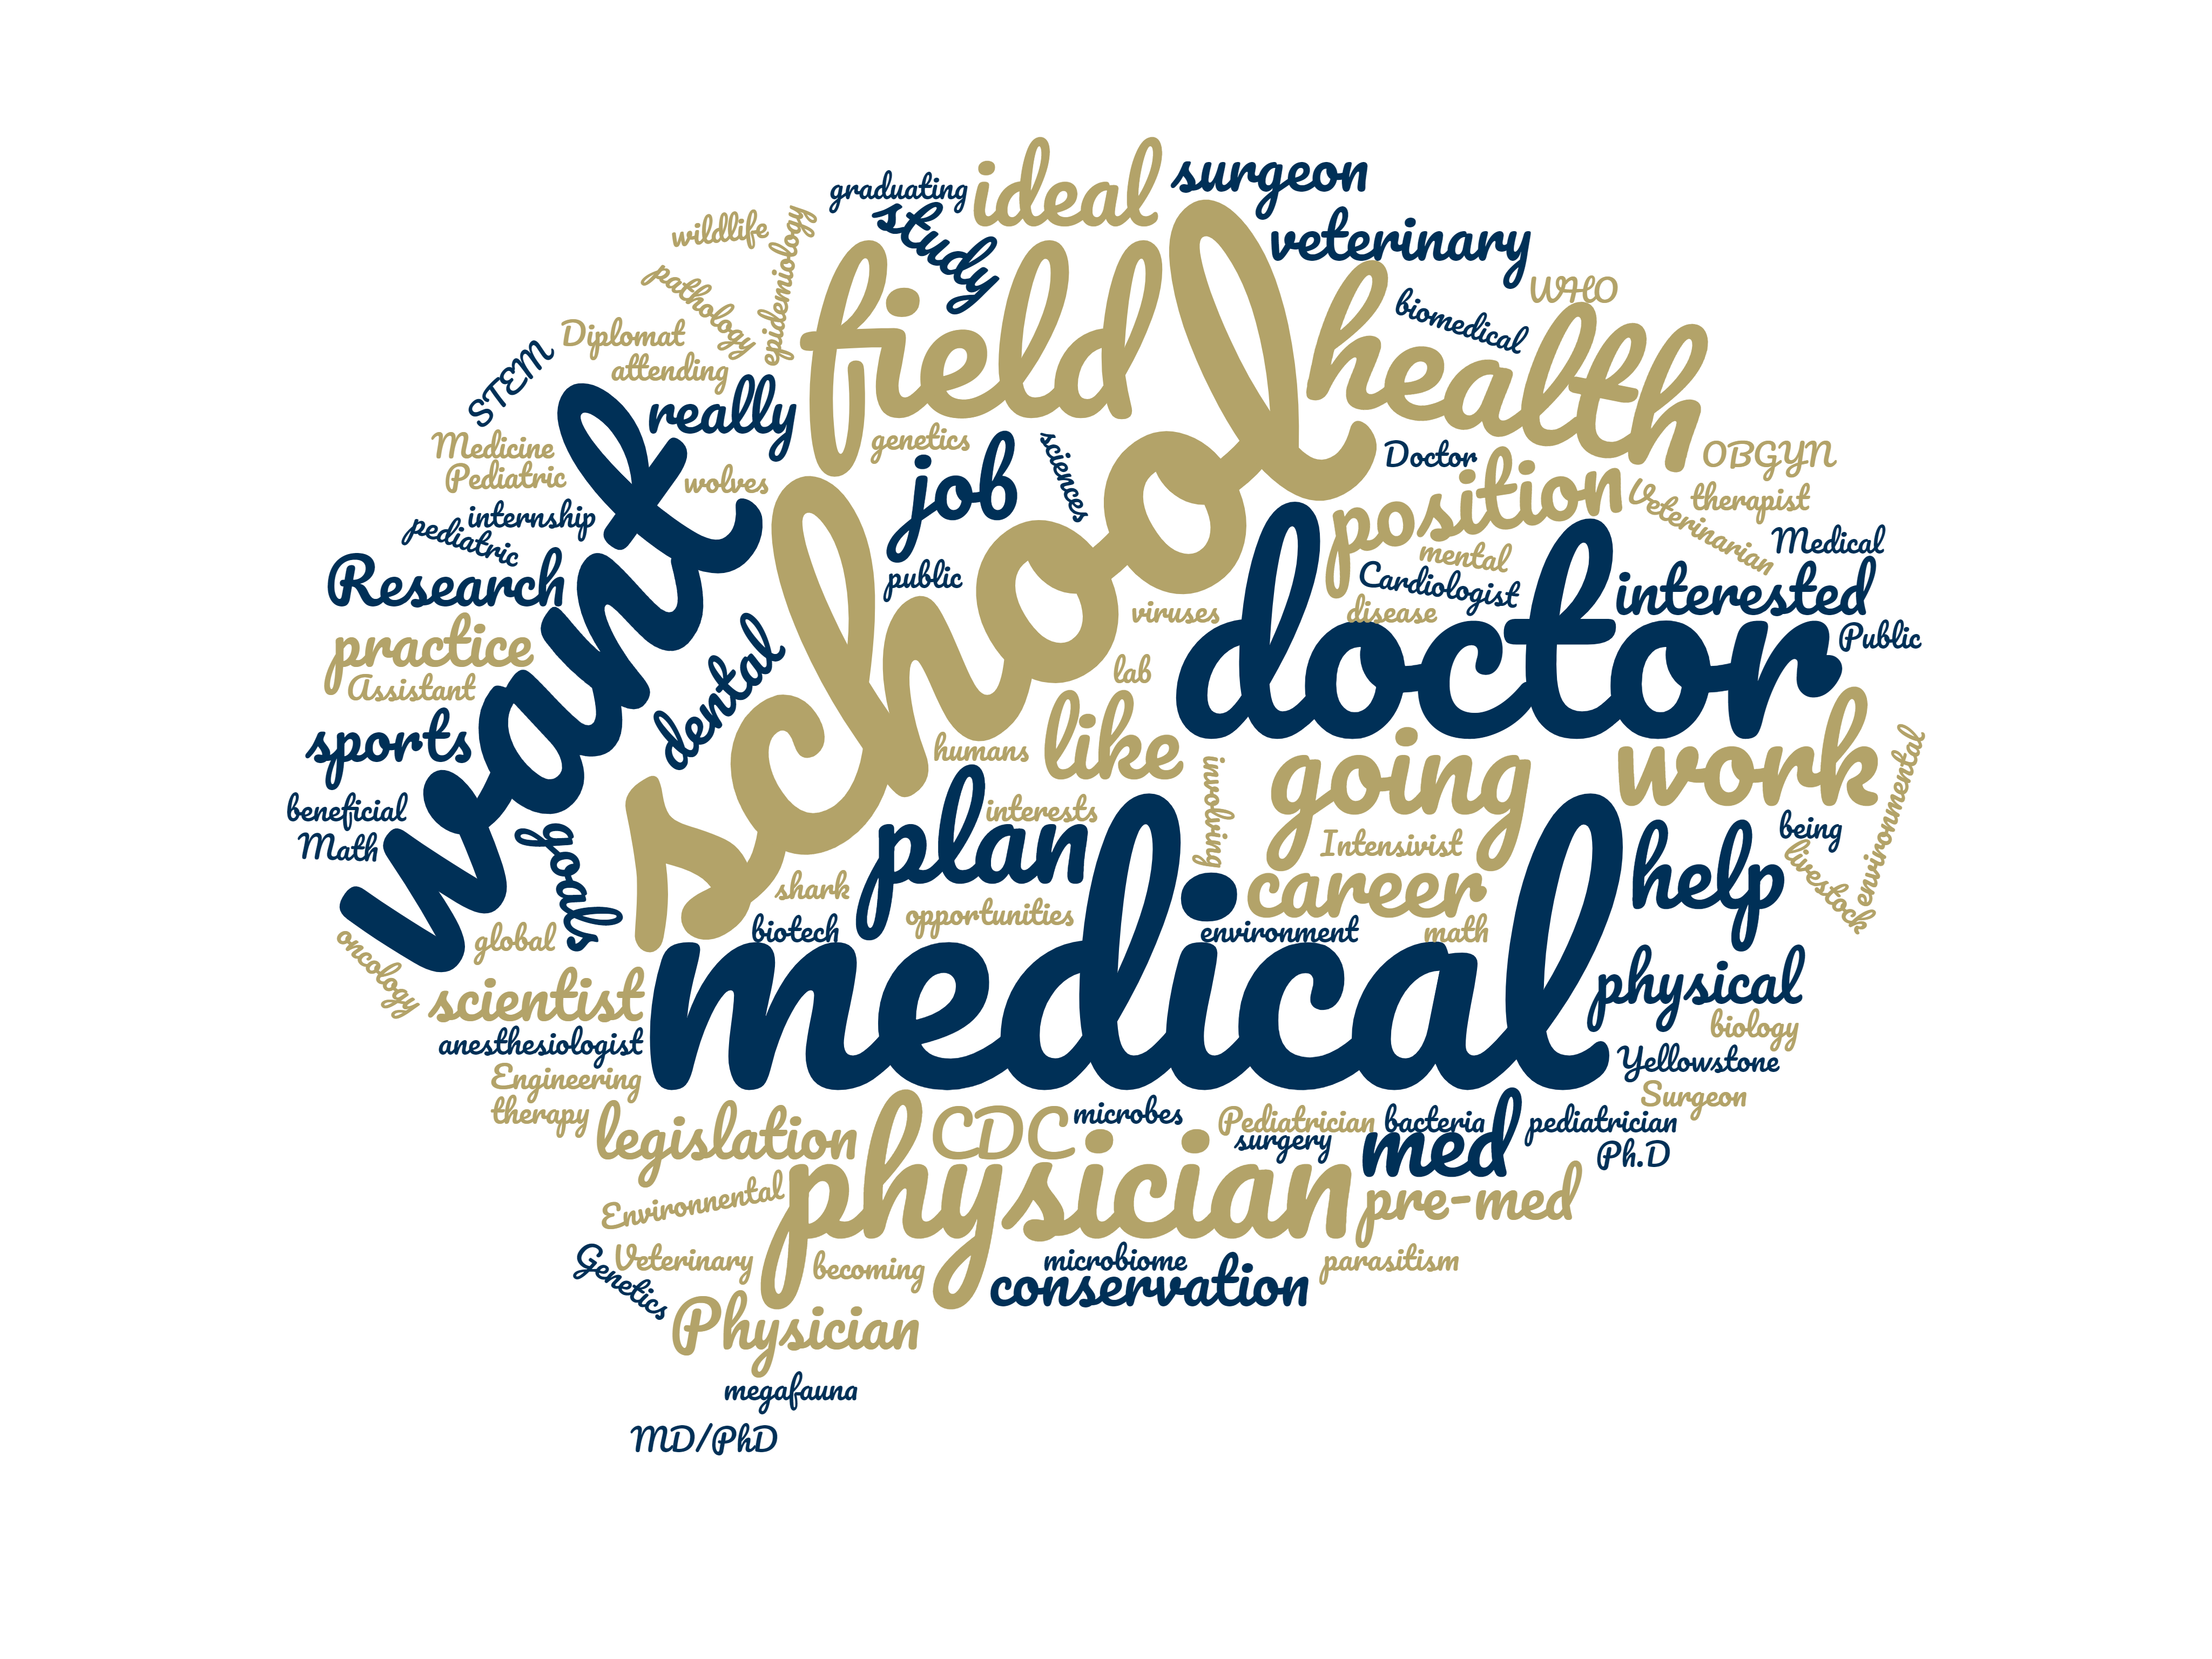 ideal
surgeon
graduating
study
wildlife
epidemiology
pathology
field
veterinary
WHO
biomedical
health
Diplomat
attending
STEM
really
Medicine
Pediatric
wolves
genetics
job
sciences
school
Doctor
OBGYN
position
therapist
Veterinarian
internship
pediatric
want
public
mental
Cardiologist
disease
Medical
interested
Research
practice
Assistant
viruses
doctor
Public
lab
dental
sports
humans
like
going
work
environmental
beneficial
Math
goals
interests
plan
involving
Intensivist
career
help
being
livestock
shark
opportunities
biotech
environment
math
global
oncology
scientist
medical
physical
biology
anesthesiologist
Yellowstone
Engineering
Surgeon
therapy
legislation
CDC
microbes
Pediatrician
bacteria
pediatrician
surgery
med
Ph.D
physician
pre-med
Environnental
Genetics
Veterinary
becoming
microbiome
parasitism
conservation
Physician
megafauna
MD/PhD